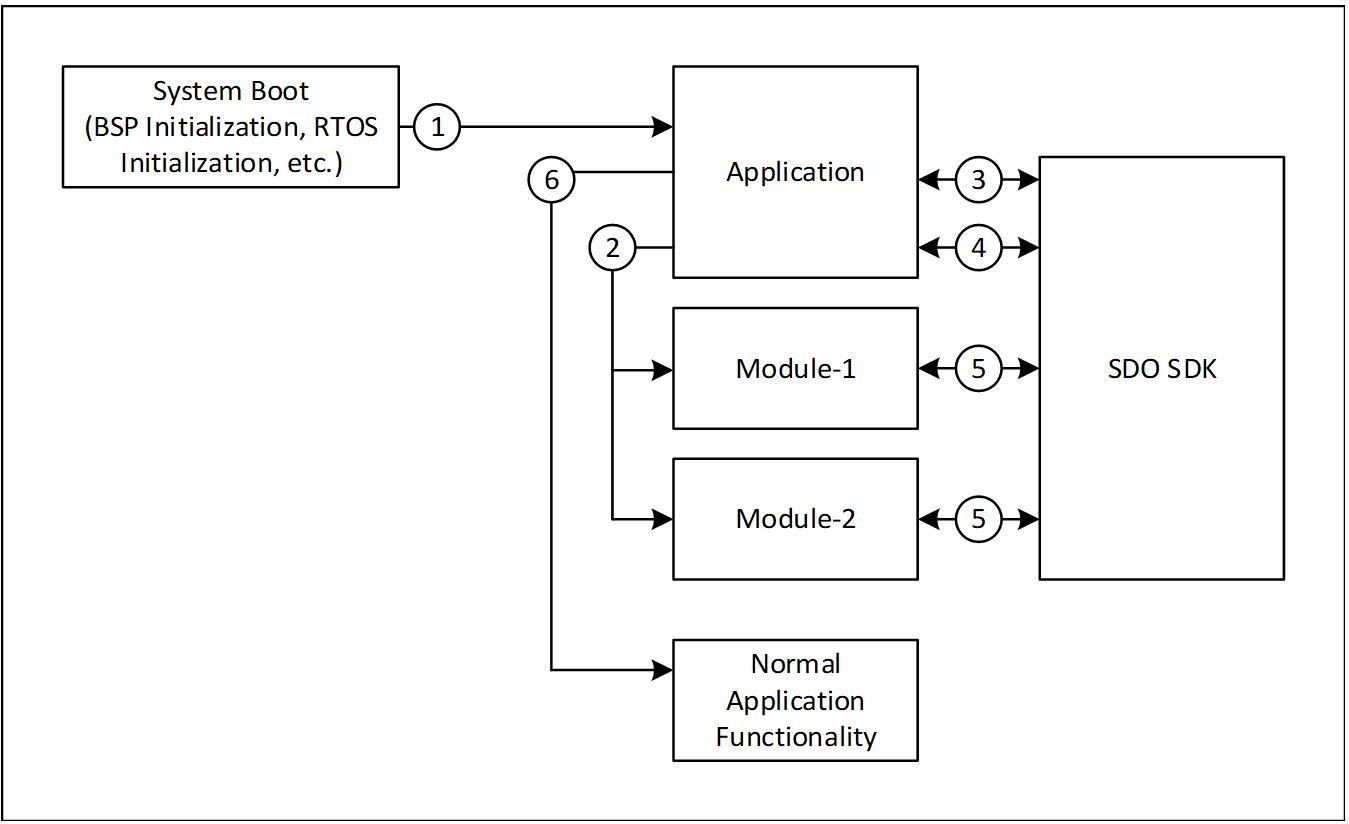 System Boot
(BSP Initialization, RTOS
Initialization, etc.)
1
Application
6
3
2
4
Module-1
5
SDO SDK
Module-2
5
Normal
Application
Functionality